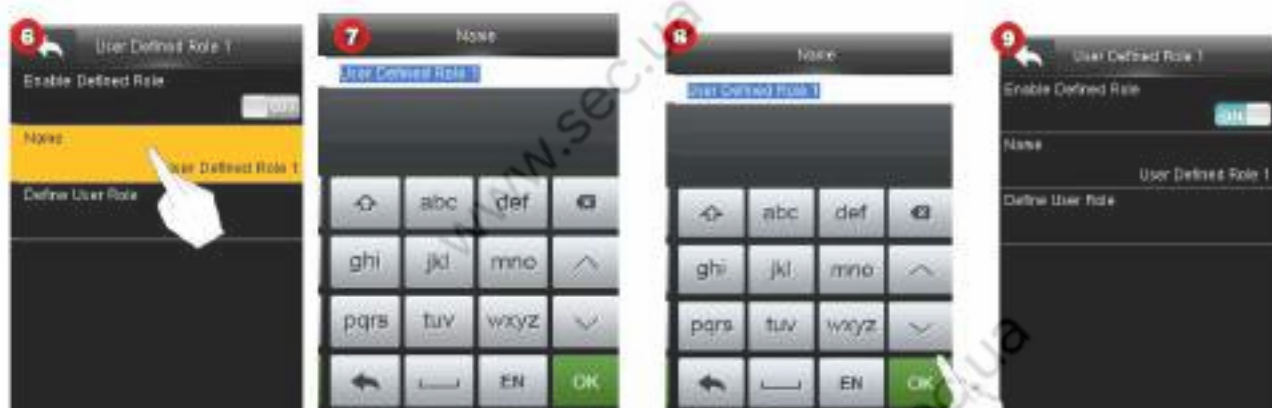 6
User Defined Role 1
Enable Defined Role
Name
User Defined Role 1
Define User Role
7
Name
User Defined Role 1
abc
def
ghi
jkl
mno
pqrs
tuv
wxyz
EN
OK
8
Name
User Defined Role 1
abc
def
ghi
jkl
mno
pqrs
tuv
wxyz
EN
OK
9
User Defined Role 1
Enable Defined Role
ON
Name
User Defined Role 1
Define User Role
www.sec.ua